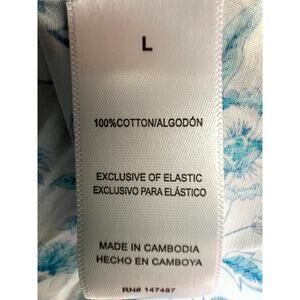 L
100%COTTON/ALGODÓN
EXCLUSIVE OF ELASTIC
EXCLUSIVO PARA ELÁSTICO
MADE IN CAMBODIA
HECHO EN CAMBOYA
RN# 147487